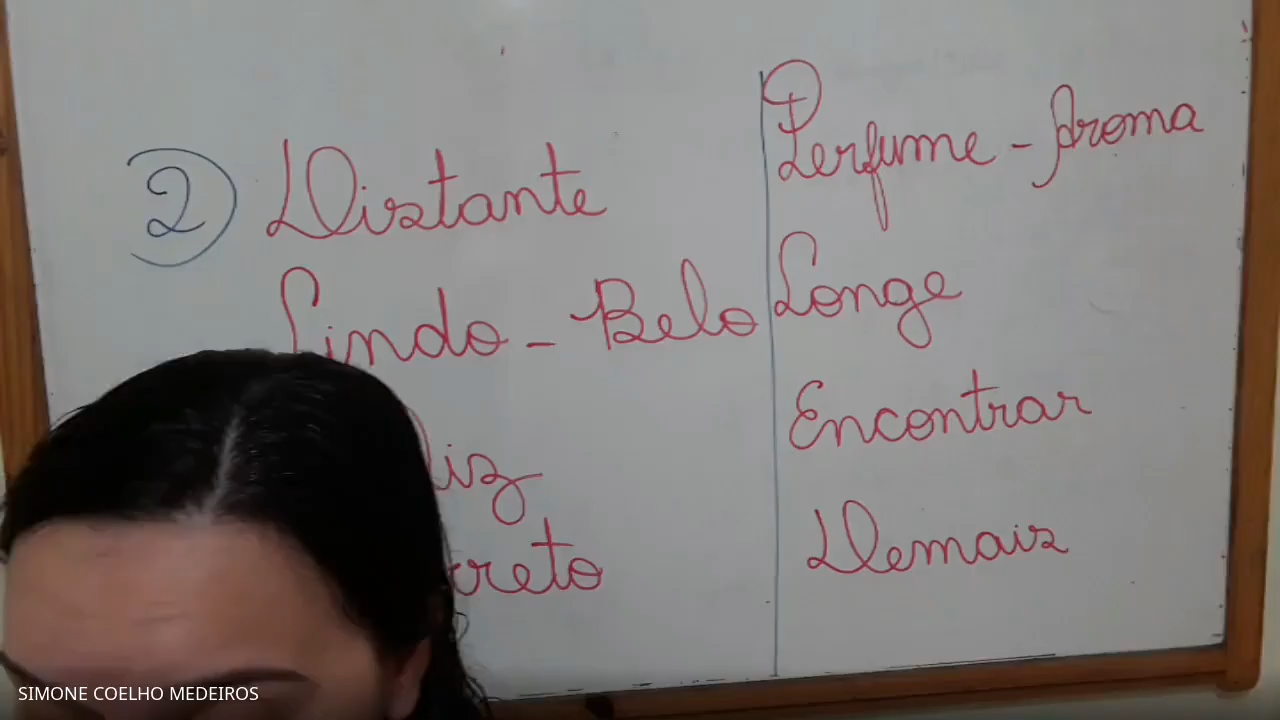 2 Distante
Lindo - Belo
Perfume - Aroma
Longe
Encontrar
Demais
SIMONE COELHO MEDEIROS